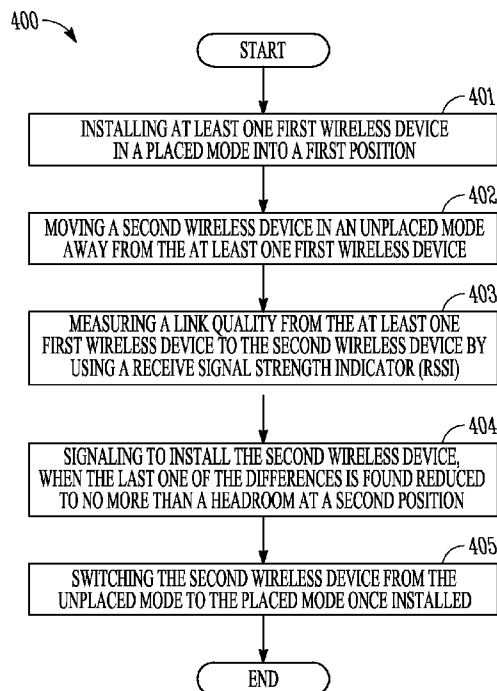 400
START
401
INSTALLING AT LEAST ONE FIRST WIRELESS DEVICE
IN A PLACED MODE INTO A FIRST POSITION
402
MOVING A SECOND WIRELESS DEVICE IN AN UNPLACED MODE
AWAY FROM THE AT LEAST ONE FIRST WIRELESS DEVICE
403
MEASURING A LINK QUALITY FROM THE AT LEAST ONE
FIRST WIRELESS DEVICE TO THE SECOND WIRELESS DEVICE BY
USING A RECEIVE SIGNAL STRENGTH INDICATOR (RSSI)
404
SIGNALING TO INSTALL THE SECOND WIRELESS DEVICE,
WHEN THE LAST ONE OF THE DIFFERENCES IS FOUND REDUCED
TO NO MORE THAN A HEADROOM AT A SECOND POSITION
405
SWITCHING THE SECOND WIRELESS DEVICE FROM THE
UNPLACED MODE TO THE PLACED MODE ONCE INSTALLED
END